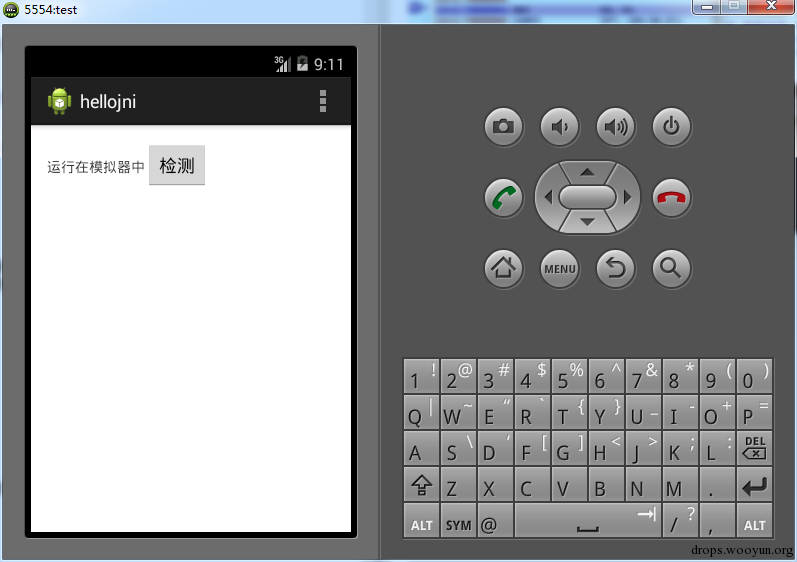 5554:test
3G 9:11
hellojni
运行在模拟器中 检测
MENU
1 ! 2 @ 3 # 4 $ 5 % 6 ^ 7 & 8 * 9 ( 0 )
Q | W ~ E “ R ` T { Y } U _ I - O + P =
A S \ D ‘ F [ G ] H < J > K ; L : DEL
Z X C V B N M .
ALT SYM @ / ? , ALT
drops.wooyun.org